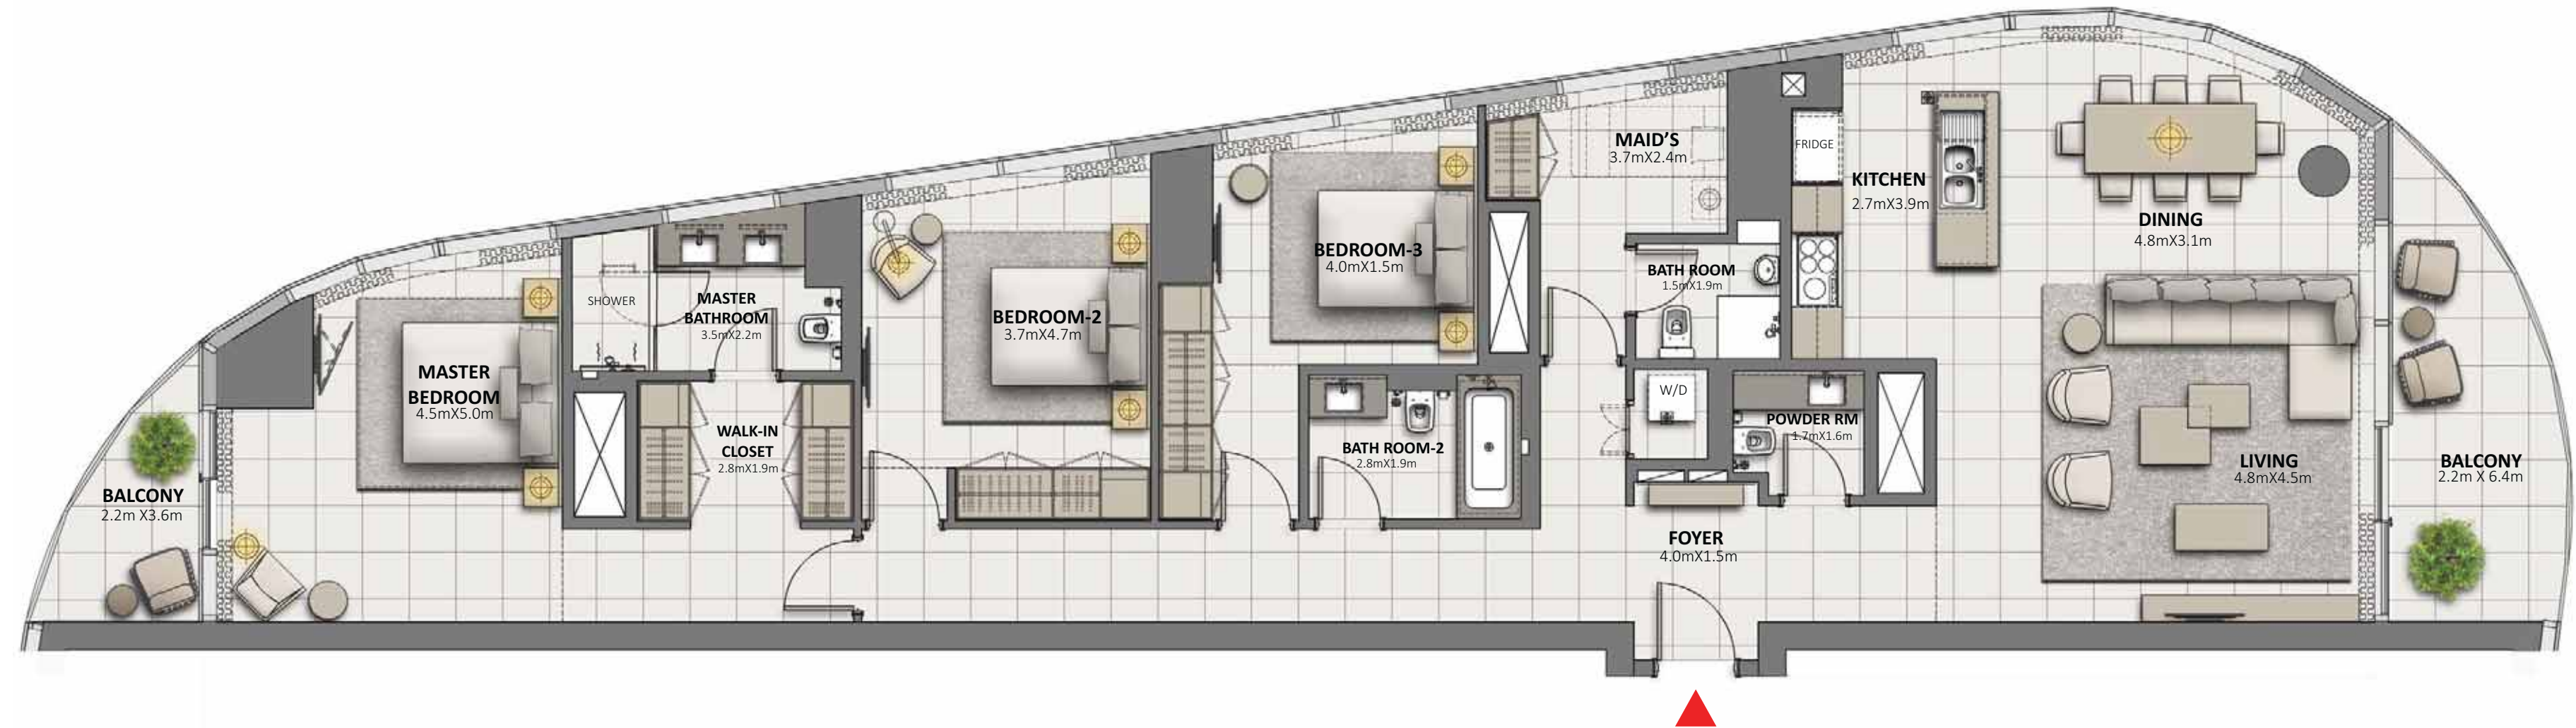 BALCONY
2.2m X3.6m
MASTER
BEDROOM
4.5mX5.0m
SHOWER
MASTER
BATHROOM
3.5mX2.2m
WALK-IN
CLOSET
2.8mX1.9m
BEDROOM-2
3.7mX4.7m
BEDROOM-3
4.0mX1.5m
BATH ROOM-2
2.8mX1.9m
MAID'S
3.7mX2.4m
BATH ROOM
1.5mX1.9m
W/D
POWDER RM
1.7mX1.6m
FOYER
4.0mX1.5m
FRIDGE
KITCHEN
2.7mX3.9m
DINING
4.8mX3.1m
LIVING
4.8mX4.5m
BALCONY
2.2m X 6.4m